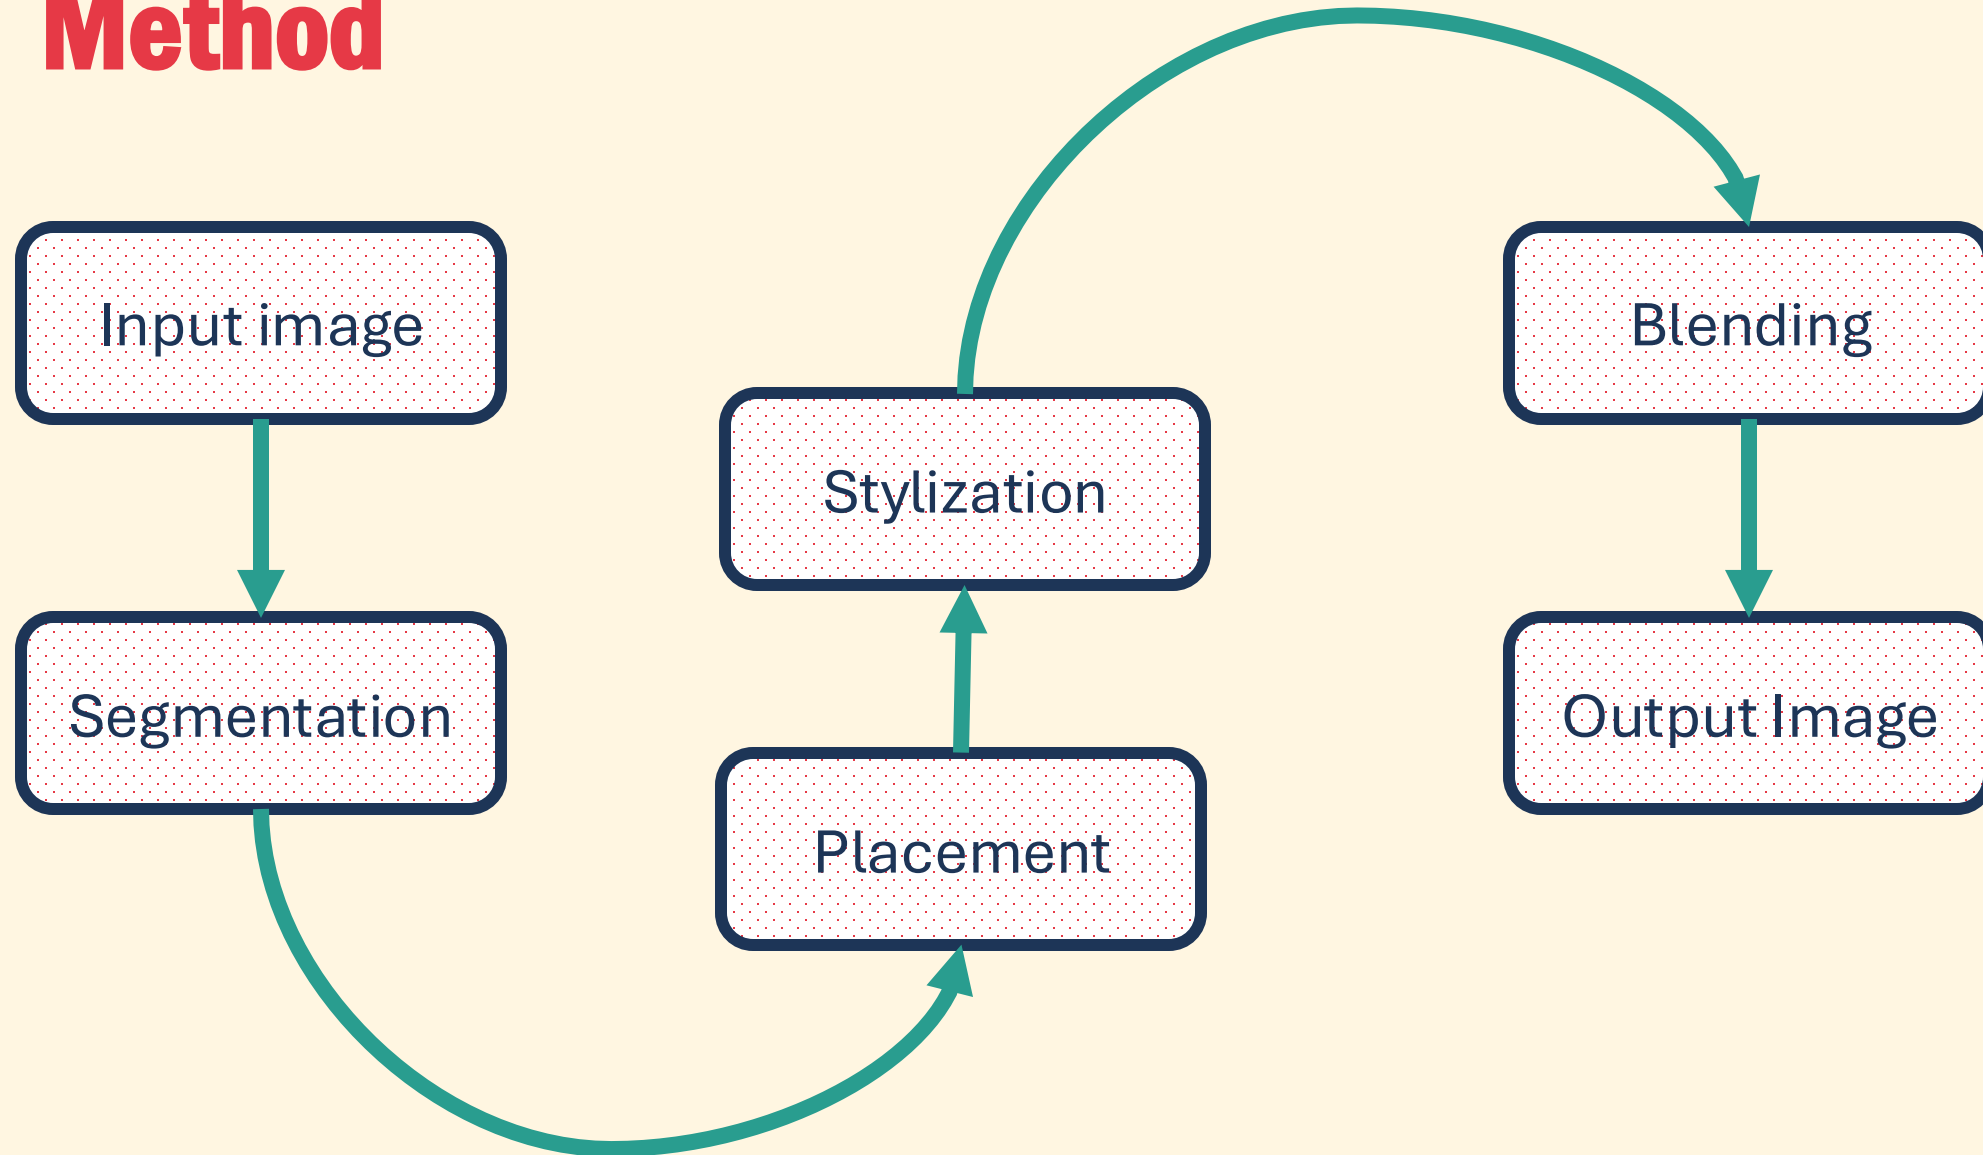 Method
Input image
Segmentation
Placement
Stylization
Blending
Output Image